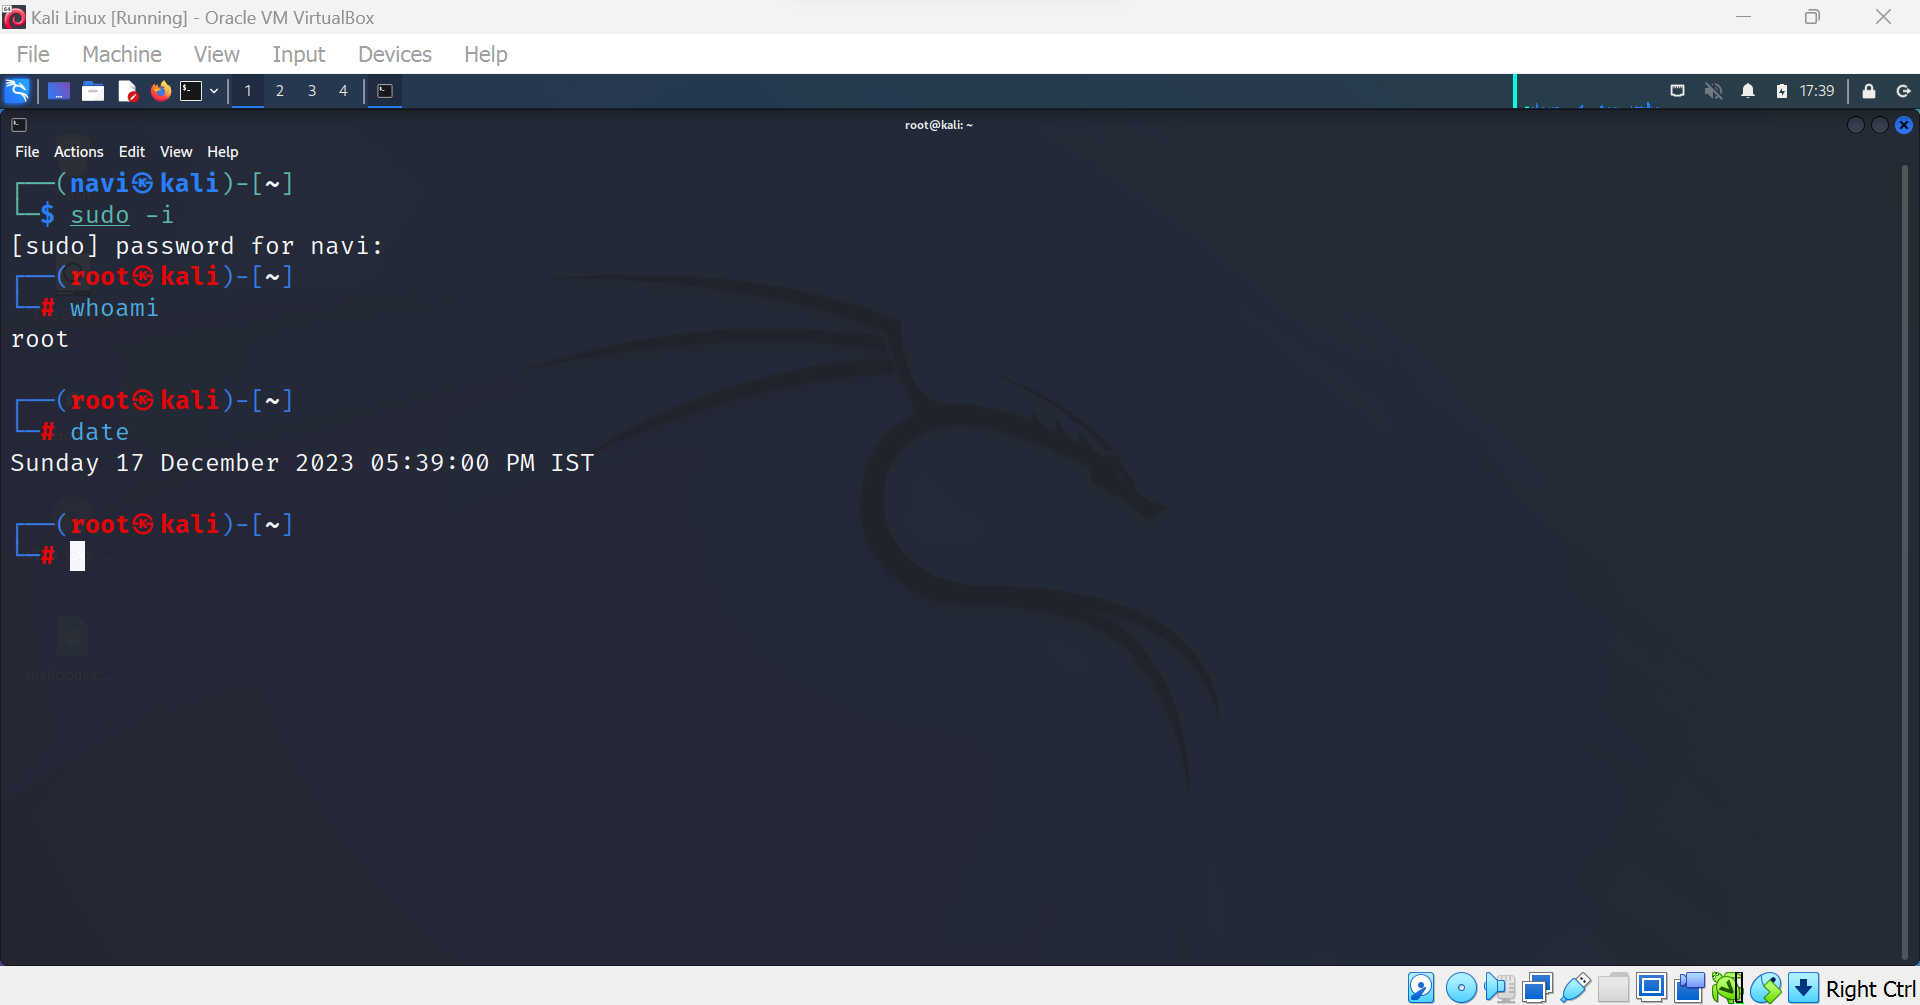 Kali Linux [Running] - Oracle VM VirtualBox
File Machine View Input Devices Help
1 2 3 4 17:39
root@kali: ~
File Actions Edit View Help
┌──(navi㉿kali)-[~]
└─$ sudo -i
[sudo] password for navi:
┌──(root㉿kali)-[~]
└─# whoami
root
┌──(root㉿kali)-[~]
└─# date
Sunday 17 December 2023 05:39:00 PM IST
┌──(root㉿kali)-[~]
└─#
malicious c...
Right Ctrl